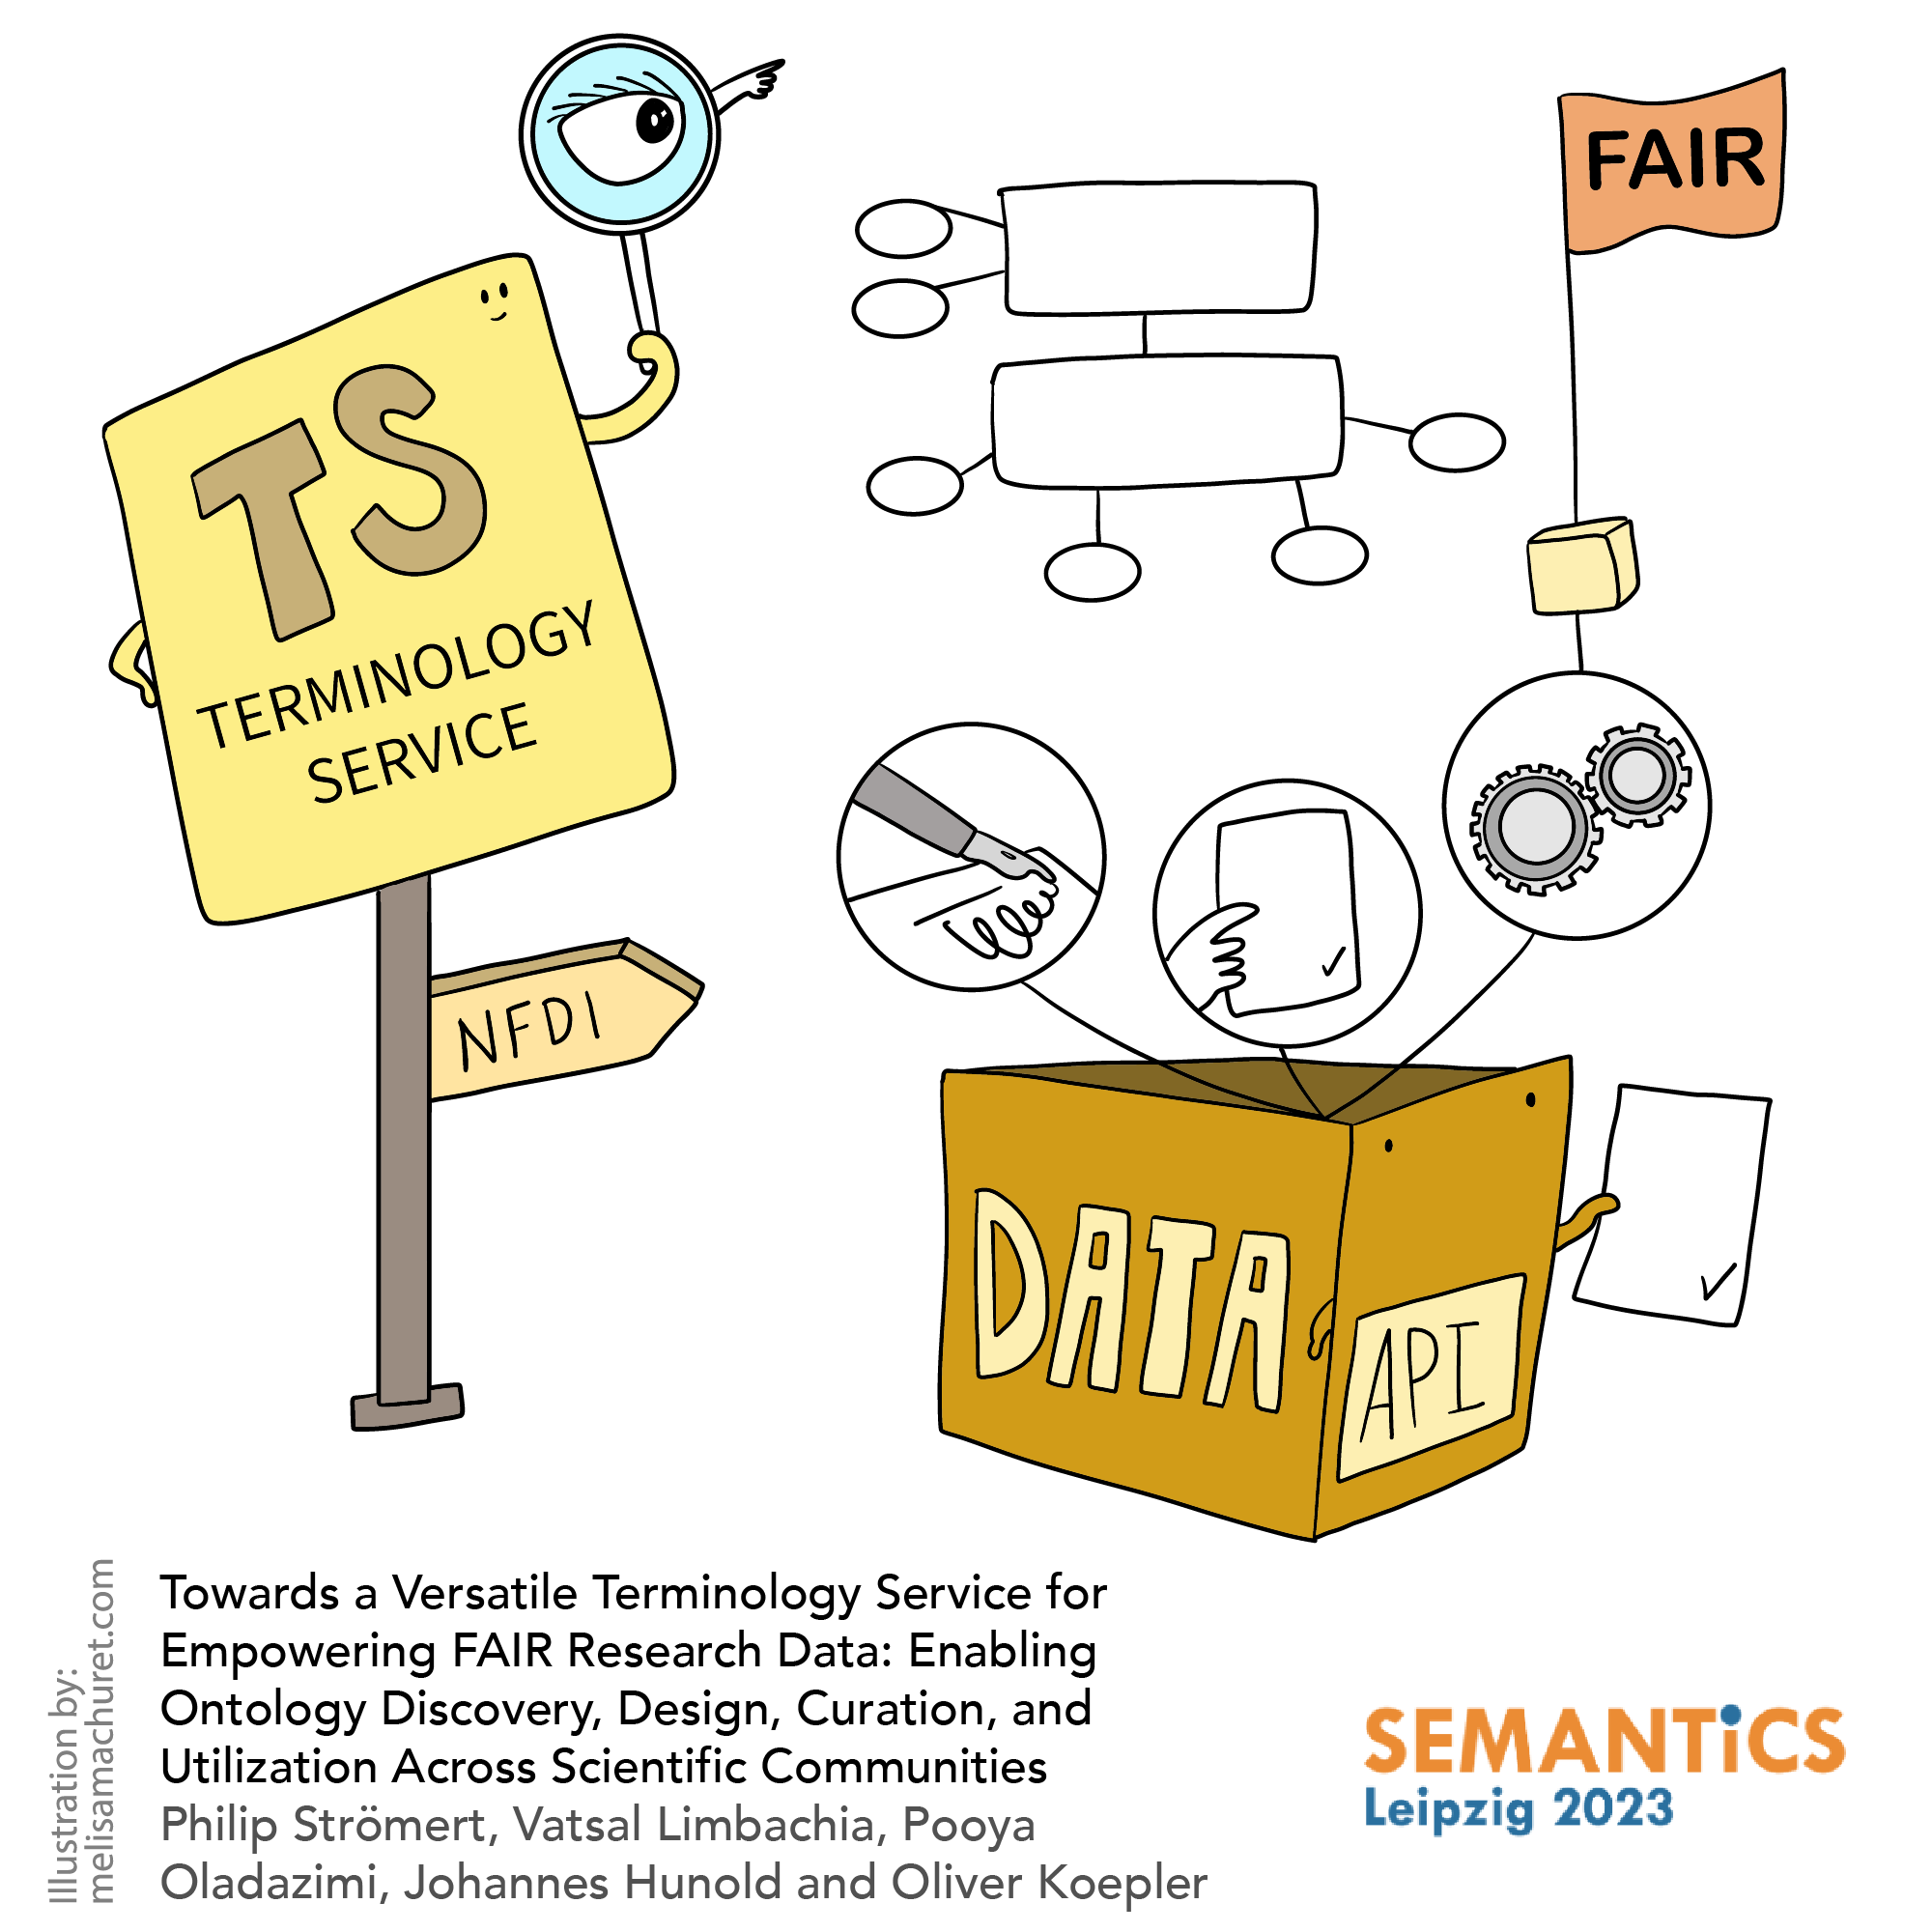 FAIR
TS
TERMINOLOGY
SERVICE
NFDI
DATA
API
Towards a Versatile Terminology Service for
Empowering FAIR Research Data: Enabling
Ontology Discovery, Design, Curation, and
Utilization Across Scientific Communities
Philip Strömert, Vatsal Limbachia, Pooya
Oladazimi, Johannes Hunold and Oliver Koepler
Illustration by:
melisamachuret.com
SEMANTiCS
Leipzig 2023